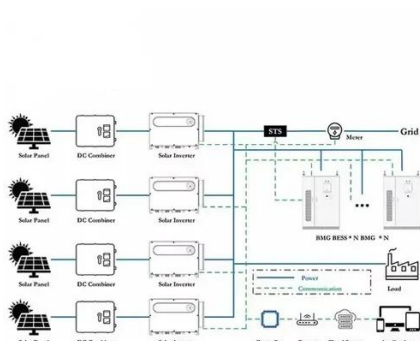 STS
Meter
Grid
Solar Panel
DC Combiner
Solar Inverter
Solar Panel
DC Combiner
Solar Inverter
BMG BESS * N BMG * N
Solar Panel
DC Combiner
Solar Inverter
Power
Communication
Load